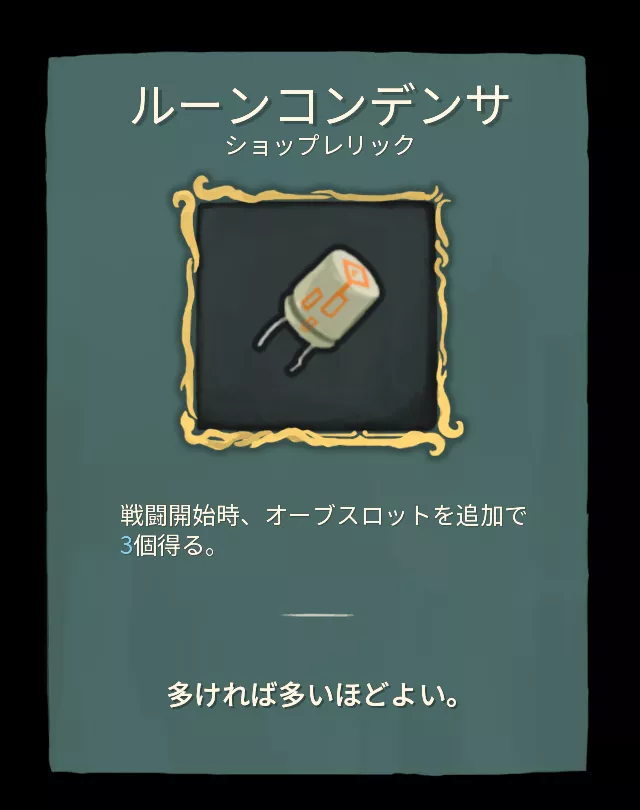 ルーンコンデンサ
ショップレリック
戦闘開始時、オーブスロットを追加で
3個得る。
多ければ多いほどよい。